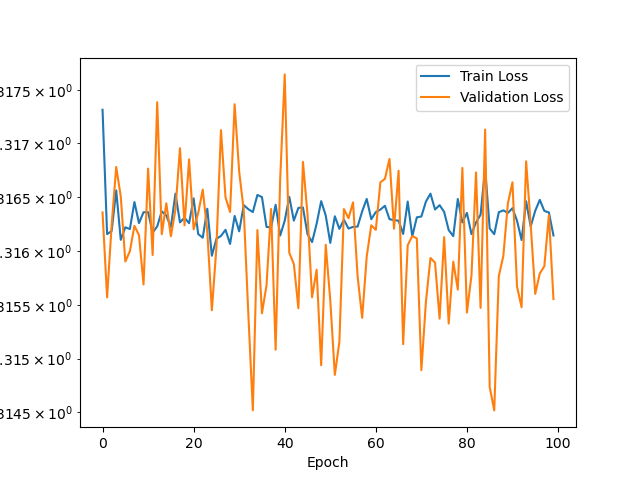 Train Loss
Validation Loss
3175 × 10⁰
.317 × 10⁰
3165 × 10⁰
.316 × 10⁰
3155 × 10⁰
.315 × 10⁰
3145 × 10⁰
0 20 40 60 80 100
Epoch